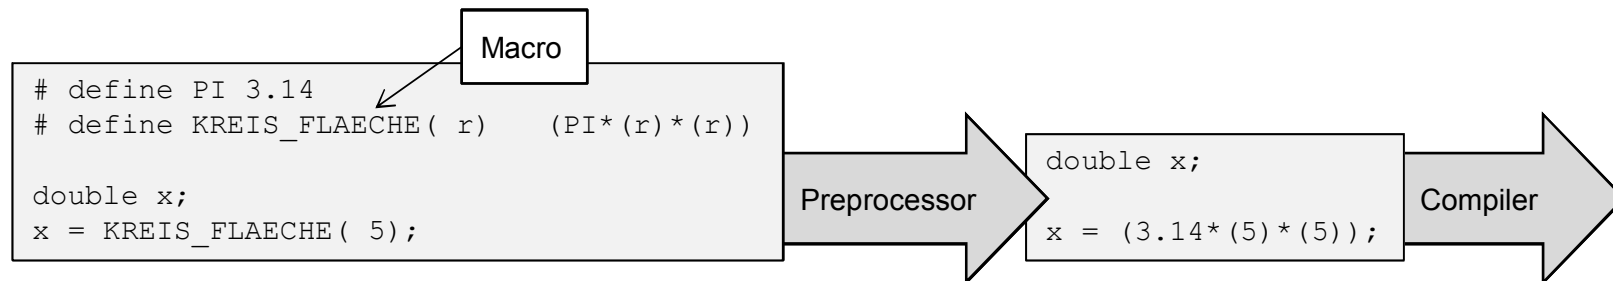 Macro
# define PI 3.14
# define KREIS_FLAECHE( r)    (PI*(r)*(r))
double x;
x = KREIS_FLAECHE( 5);
Preprocessor
double x;
x = (3.14*(5)*(5));
Compiler